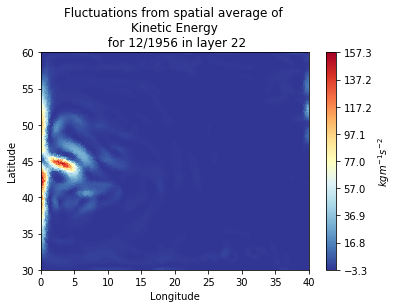 Fluctuations from spatial average of
Kinetic Energy
for 12/1956 in layer 22
60
55
50
45
40
35
30
Latitude
0 5 10 15 20 25 30 35 40
Longitude
157.3
137.2
117.2
97.1
77.0
57.0
36.9
16.8
−3.3
kgm⁻¹s⁻²